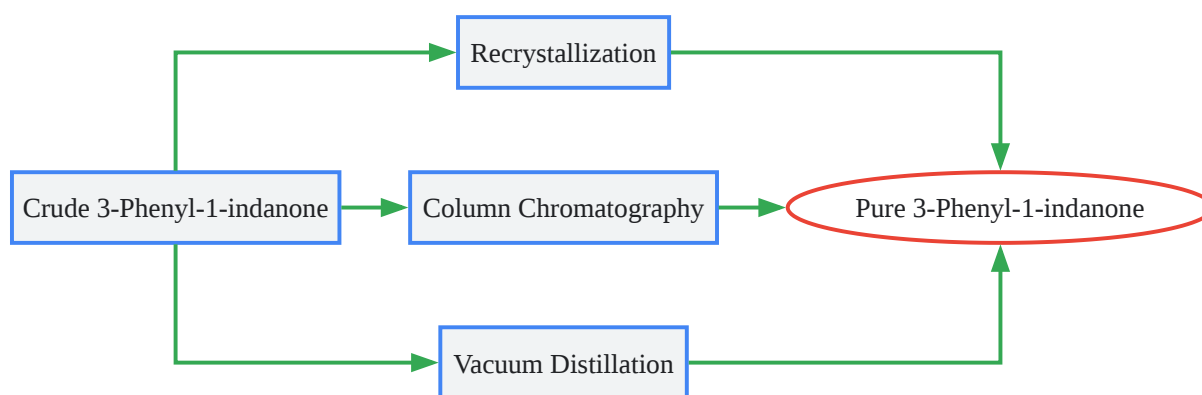 Recrystallization
Crude 3-Phenyl-1-indanone
Column Chromatography
Pure 3-Phenyl-1-indanone
Vacuum Distillation